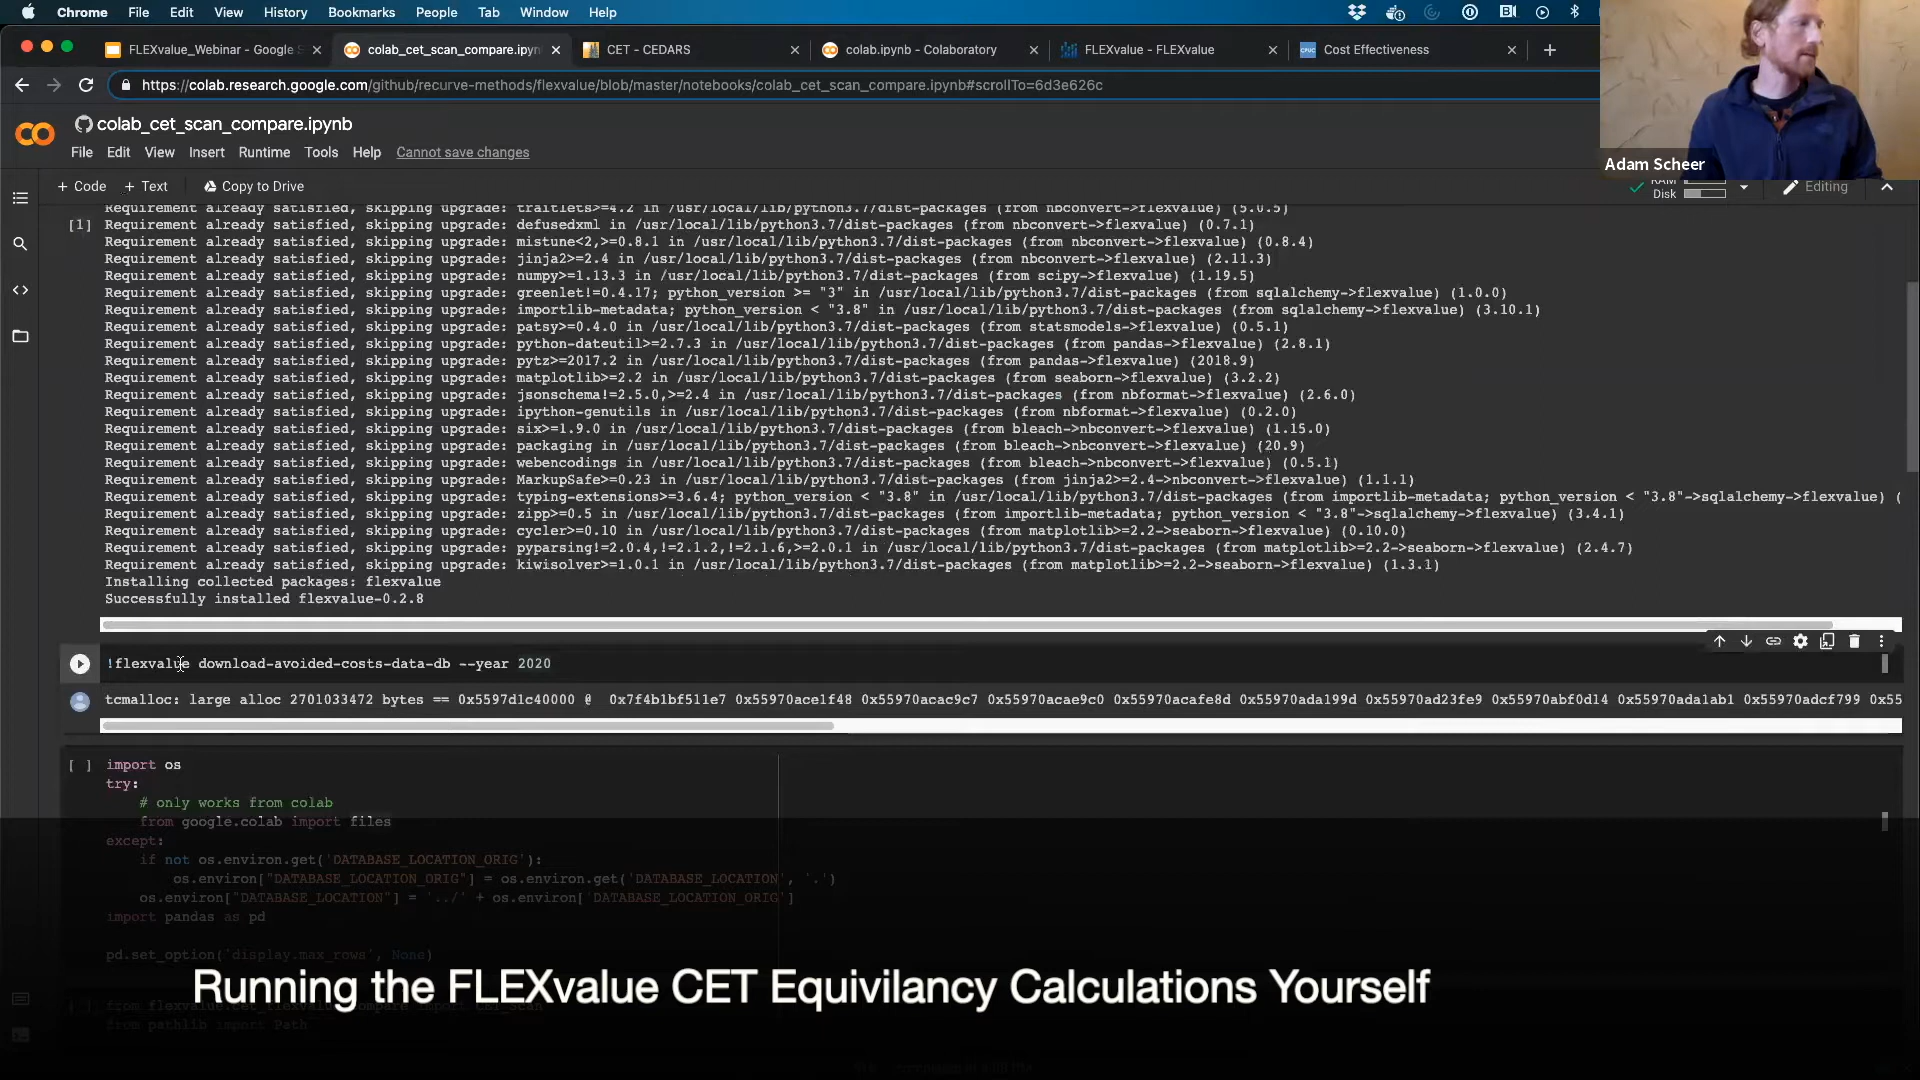 Chrome File Edit View History Bookmarks People Tab Window Help
FLEXvalue_Webinar - Google S
colab_cet_scan_compare.ipyn
CET - CEDARS
colab.ipynb - Colaboratory
FLEXvalue - FLEXvalue
Cost Effectiveness
https://colab.research.google.com/github/recurve-methods/flexvalue/blob/master/notebooks/colab_cet_scan_compare.ipynb#scrollTo=6d3e626c
colab_cet_scan_compare.ipynb
File Edit View Insert Runtime Tools Help Cannot save changes
Adam Scheer
+ Code + Text Copy to Drive
RAM
Disk
Editing
Requirement already satisfied, skipping upgrade: traitlets>=4.2 in /usr/local/lib/python3.7/dist-packages (from nbconvert->flexvalue) (5.0.5)
[1] Requirement already satisfied, skipping upgrade: defusedxml in /usr/local/lib/python3.7/dist-packages (from nbconvert->flexvalue) (0.7.1)
Requirement already satisfied, skipping upgrade: mistune<2,>=0.8.1 in /usr/local/lib/python3.7/dist-packages (from nbconvert->flexvalue) (0.8.4)
Requirement already satisfied, skipping upgrade: jinja2>=2.4 in /usr/local/lib/python3.7/dist-packages (from nbconvert->flexvalue) (2.11.3)
Requirement already satisfied, skipping upgrade: numpy>=1.13.3 in /usr/local/lib/python3.7/dist-packages (from scipy->flexvalue) (1.19.5)
Requirement already satisfied, skipping upgrade: greenlet!=0.4.17; python_version >= "3" in /usr/local/lib/python3.7/dist-packages (from sqlalchemy->flexvalue) (1.0.0)
Requirement already satisfied, skipping upgrade: importlib-metadata; python_version < "3.8" in /usr/local/lib/python3.7/dist-packages (from sqlalchemy->flexvalue) (3.10.1)
Requirement already satisfied, skipping upgrade: patsy>=0.4.0 in /usr/local/lib/python3.7/dist-packages (from statsmodels->flexvalue) (0.5.1)
Requirement already satisfied, skipping upgrade: python-dateutil>=2.7.3 in /usr/local/lib/python3.7/dist-packages (from pandas->flexvalue) (2.8.1)
Requirement already satisfied, skipping upgrade: pytz>=2017.2 in /usr/local/lib/python3.7/dist-packages (from pandas->flexvalue) (2018.9)
Requirement already satisfied, skipping upgrade: matplotlib>=2.2 in /usr/local/lib/python3.7/dist-packages (from seaborn->flexvalue) (3.2.2)
Requirement already satisfied, skipping upgrade: jsonschema!=2.5.0,>=2.4 in /usr/local/lib/python3.7/dist-packages (from nbformat->flexvalue) (2.6.0)
Requirement already satisfied, skipping upgrade: ipython-genutils in /usr/local/lib/python3.7/dist-packages (from nbformat->flexvalue) (0.2.0)
Requirement already satisfied, skipping upgrade: six>=1.9.0 in /usr/local/lib/python3.7/dist-packages (from bleach->nbconvert->flexvalue) (1.15.0)
Requirement already satisfied, skipping upgrade: packaging in /usr/local/lib/python3.7/dist-packages (from bleach->nbconvert->flexvalue) (20.9)
Requirement already satisfied, skipping upgrade: webencodings in /usr/local/lib/python3.7/dist-packages (from bleach->nbconvert->flexvalue) (0.5.1)
Requirement already satisfied, skipping upgrade: MarkupSafe>=0.23 in /usr/local/lib/python3.7/dist-packages (from jinja2>=2.4->nbconvert->flexvalue) (1.1.1)
Requirement already satisfied, skipping upgrade: typing-extensions>=3.6.4; python_version < "3.8" in /usr/local/lib/python3.7/dist-packages (from importlib-metadata; python_version < "3.8"->sqlalchemy->flexvalue) (
Requirement already satisfied, skipping upgrade: zipp>=0.5 in /usr/local/lib/python3.7/dist-packages (from importlib-metadata; python_version < "3.8"->sqlalchemy->flexvalue) (3.4.1)
Requirement already satisfied, skipping upgrade: cycler>=0.10 in /usr/local/lib/python3.7/dist-packages (from matplotlib>=2.2->seaborn->flexvalue) (0.10.0)
Requirement already satisfied, skipping upgrade: pyparsing!=2.0.4,!=2.1.2,!=2.1.6,>=2.0.1 in /usr/local/lib/python3.7/dist-packages (from matplotlib>=2.2->seaborn->flexvalue) (2.4.7)
Requirement already satisfied, skipping upgrade: kiwisolver>=1.0.1 in /usr/local/lib/python3.7/dist-packages (from matplotlib>=2.2->seaborn->flexvalue) (1.3.1)
Installing collected packages: flexvalue
Successfully installed flexvalue-0.2.8
!flexvalue download-avoided-costs-data-db --year 2020
tcmalloc: large alloc 2701033472 bytes == 0x5597d1c40000 @ 0x7f4b1bf511e7 0x55970ace1f48 0x55970acac9c7 0x55970acae9c0 0x55970acafe8d 0x55970ada199d 0x55970ad23fe9 0x55970abf0d14 0x55970ada1ab1 0x55970adcf799 0x55
[ ] import os
try:
# only works from colab
from google.colab import files
except:
if not os.environ.get('DATABASE_LOCATION_ORIG'):
os.environ["DATABASE_LOCATION_ORIG"] = os.environ.get('DATABASE_LOCATION', '.')
os.environ["DATABASE_LOCATION"] = '../' + os.environ['DATABASE_LOCATION_ORIG']
import pandas as pd
pd.set_option('display.max_rows', None)
Running the FLEXvalue CET Equivilancy Calculations Yourself
from pathlib import Path